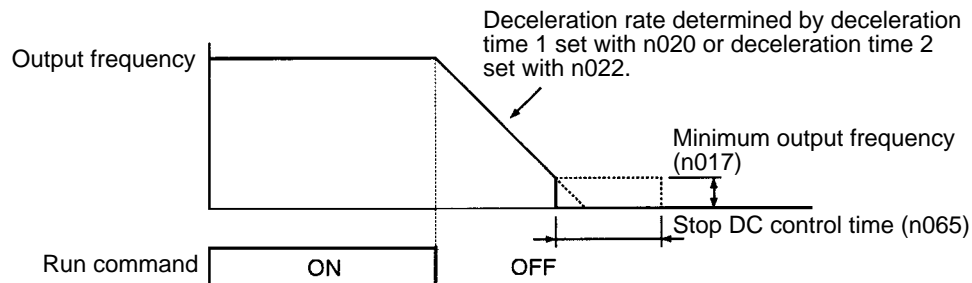 Deceleration rate determined by deceleration
time 1 set with n020 or deceleration time 2
set with n022.
Output frequency
Minimum output frequency
(n017)
Stop DC control time (n065)
Run command
ON
OFF